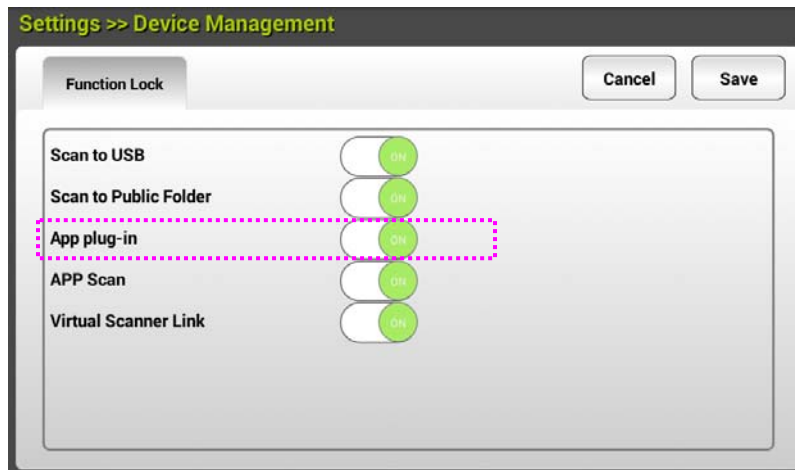 Settings >> Device Management
Function Lock
Cancel
Save
Scan to USB
ON
Scan to Public Folder
ON
App plug-in
ON
APP Scan
ON
Virtual Scanner Link
ON